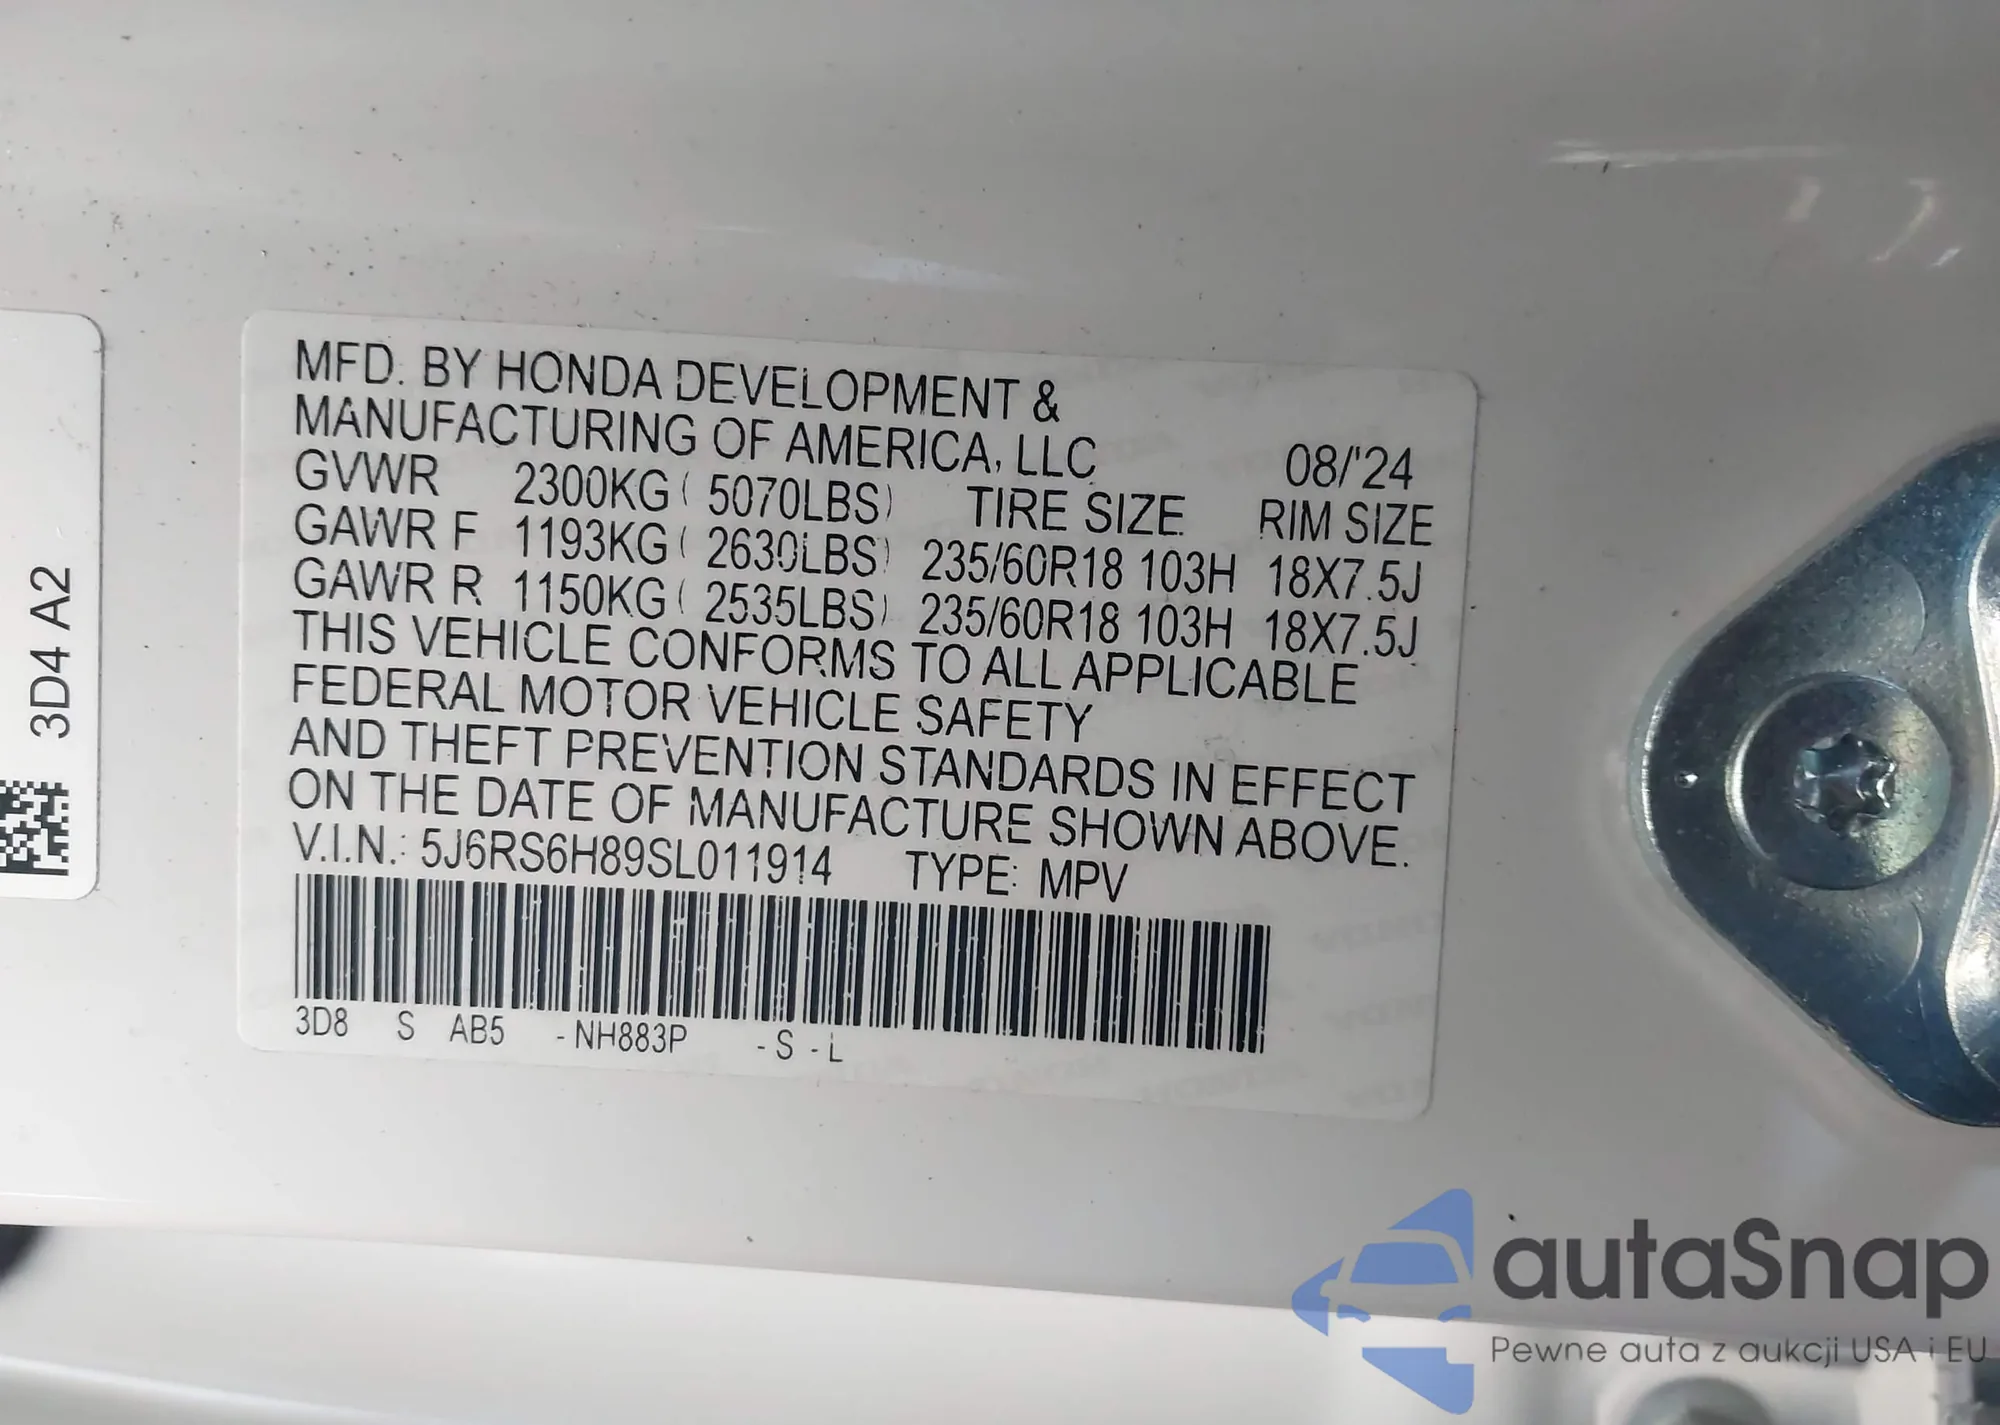 MFD. BY HONDA DEVELOPMENT &
MANUFACTURING OF AMERICA, LLC 08/'24
GVWR 2300KG ( 5070LBS) TIRE SIZE RIM SIZE
GAWR F 1193KG ( 2630LBS) 235/60R18 103H 18X7.5J
GAWR R 1150KG ( 2535LBS) 235/60R18 103H 18X7.5J
THIS VEHICLE CONFORMS TO ALL APPLICABLE
FEDERAL MOTOR VEHICLE SAFETY
AND THEFT PREVENTION STANDARDS IN EFFECT
ON THE DATE OF MANUFACTURE SHOWN ABOVE.
V.I.N.: 5J6RS6H89SL011914 TYPE: MPV
3D8 S AB5 -NH883P -S -L
3D4 A2
autaSnap
Pewne auta z aukcji USA i EU